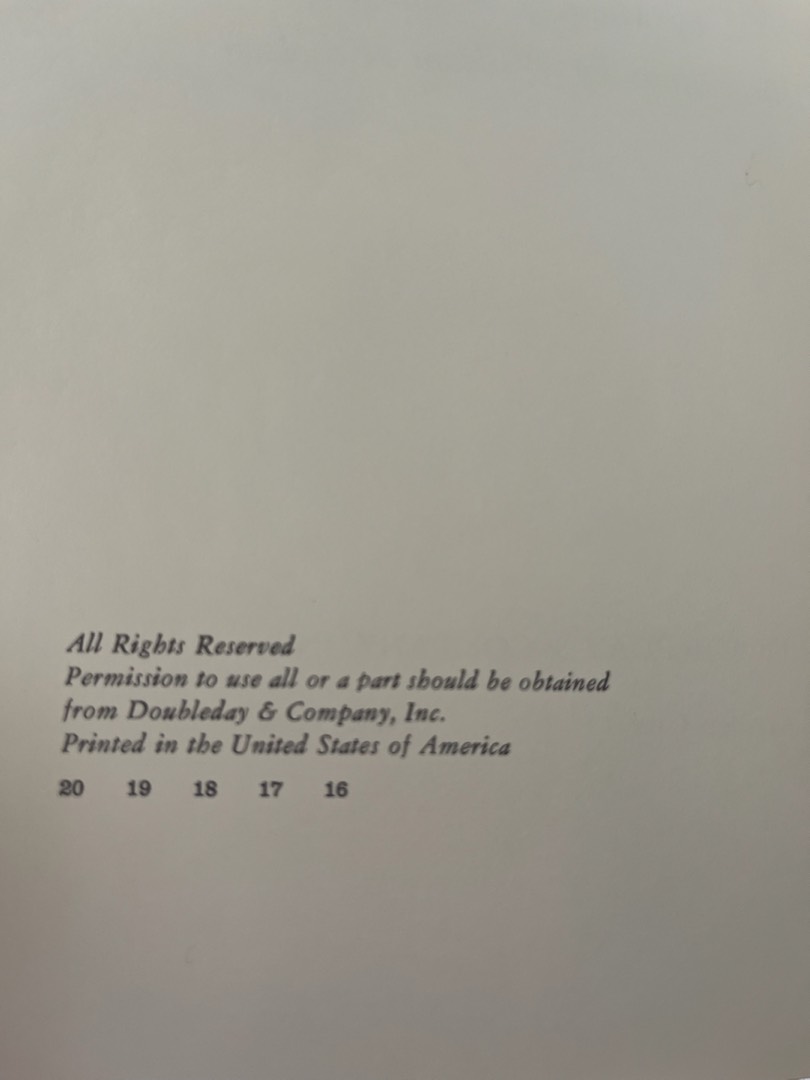 All Rights Reserved
Permission to use all or a part should be obtained
from Doubleday & Company, Inc.
Printed in the United States of America
20 19 18 17 16